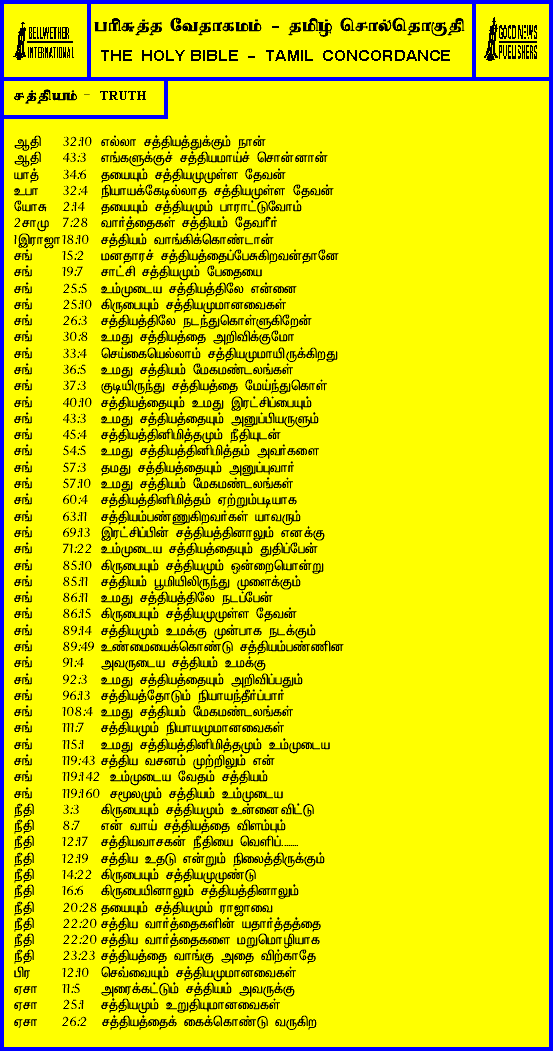 BELLWETHER
INTERNATIONAL
பரிசுத்த வேதாகமம் - தமிழ் சொல்தொகுதி
THE HOLY BIBLE - TAMIL CONCORDANCE
GOOD NEWS
PUBLISHERS
சத்தியம் - TRUTH
ஆதி 32:10 எல்லா சத்தியத்துக்கும் நான்
ஆதி 43:3 எங்களுக்குச் சத்தியமாய்ச் சொன்னான்
யாத் 34:6 தயையும் சத்தியமுமுள்ள தேவன்
உபா 32:4 நியாயக்கேடில்லாத சத்தியமுள்ள தேவன்
யோசு 2:14 தயையும் சத்தியமும் பாராட்டுவோம்
2சாமு 7:28 வார்த்தைகள் சத்தியம் தேவரீர்
1இராஜா 18:10 சத்தியம் வாங்கிக்கொண்டான்
சங் 15:2 மனதாரச் சத்தியத்தைப்பேசுகிறவன்தானே
சங் 19:7 சாட்சி சத்தியமும் பேதையை
சங் 25:5 உம்முடைய சத்தியத்திலே என்னை
சங் 25:10 கிருபையும் சத்தியமுமானவைகள்
சங் 26:3 சத்தியத்திலே நடந்துகொள்ளுகிறேன்
சங் 30:8 உமது சத்தியத்தை அறிவிக்குமோ
சங் 33:4 செய்கையெல்லாம் சத்தியமுமாயிருக்கிறது
சங் 36:5 உமது சத்தியம் மேகமண்டலங்கள்
சங் 37:3 குடியிருந்து சத்தியத்தை மேய்ந்துகொள்
சங் 40:10 சத்தியத்தையும் உமது இரட்சிப்பையும்
சங் 43:3 உமது சத்தியத்தையும் அனுப்பியருளும்
சங் 45:4 சத்தியத்தினிமித்தமும் நீதியுடன்
சங் 54:5 உமது சத்தியத்தினிமித்தம் அவர்களை
சங் 57:3 தமது சத்தியத்தையும் அனுப்புவார்
சங் 57:10 உமது சத்தியம் மேகமண்டலங்கள்
சங் 60:4 சத்தியத்தினிமித்தம் ஏற்றும்படியாக
சங் 63:11 சத்தியம்பண்ணுகிறவர்கள் யாவரும்
சங் 69:13 இரட்சிப்பின் சத்தியத்தினாலும் எனக்கு
சங் 71:22 உம்முடைய சத்தியத்தையும் துதிப்பேன்
சங் 85:10 கிருபையும் சத்தியமும் ஒன்றையொன்று
சங் 85:11 சத்தியம் பூமியிலிருந்து முளைக்கும்
சங் 86:11 உமது சத்தியத்திலே நடப்பேன்
சங் 86:15 கிருபையும் சத்தியமுமுள்ள தேவன்
சங் 89:14 சத்தியமும் உமக்கு முன்பாக நடக்கும்
சங் 89:49 உண்மையைக்கொண்டு சத்தியம்பண்ணின
சங் 91:4 அவருடைய சத்தியம் உமக்கு
சங் 92:3 உமது சத்தியத்தையும் அறிவிப்பதும்
சங் 96:13 சத்தியத்தோடும் நியாயந்தீர்ப்பார்
சங் 108:4 உமது சத்தியம் மேகமண்டலங்கள்
சங் 111:7 சத்தியமும் நியாயமுமானவைகள்
சங் 115:1 உமது சத்தியத்தினிமித்தமும் உம்முடைய
சங் 119:43 சத்திய வசனம் முற்றிலும் என்
சங் 119:142 உம்முடைய வேதம் சத்தியம்
சங் 119:160 சமூலமும் சத்தியம் உம்முடைய
நீதி 3:3 கிருபையும் சத்தியமும் உன்னைவிட்டு
நீதி 8:7 என் வாய் சத்தியத்தை விளம்பும்
நீதி 12:17 சத்தியவாசகன் நீதியை வெளிப்.......
நீதி 12:19 சத்திய உதடு என்றும் நிலைத்திருக்கும்
நீதி 14:22 கிருபையும் சத்தியமுமுண்டு
நீதி 16:6 கிருபையினாலும் சத்தியத்தினாலும்
நீதி 20:28 தயையும் சத்தியமும் ராஜாவை
நீதி 22:20 சத்திய வார்த்தைகளின் யதார்த்தத்தை
நீதி 22:20 சத்திய வார்த்தைகளை மறுமொழியாக
நீதி 23:23 சத்தியத்தை வாங்கு அதை விற்காதே
பிர 12:10 செவ்வையும் சத்தியமுமானவைகள்
ஏசா 11:5 அரைக்கட்டும் சத்தியம் அவருக்கு
ஏசா 25:1 சத்தியமும் உறுதியுமானவைகள்
ஏசா 26:2 சத்தியத்தைக் கைக்கொண்டு வருகிற